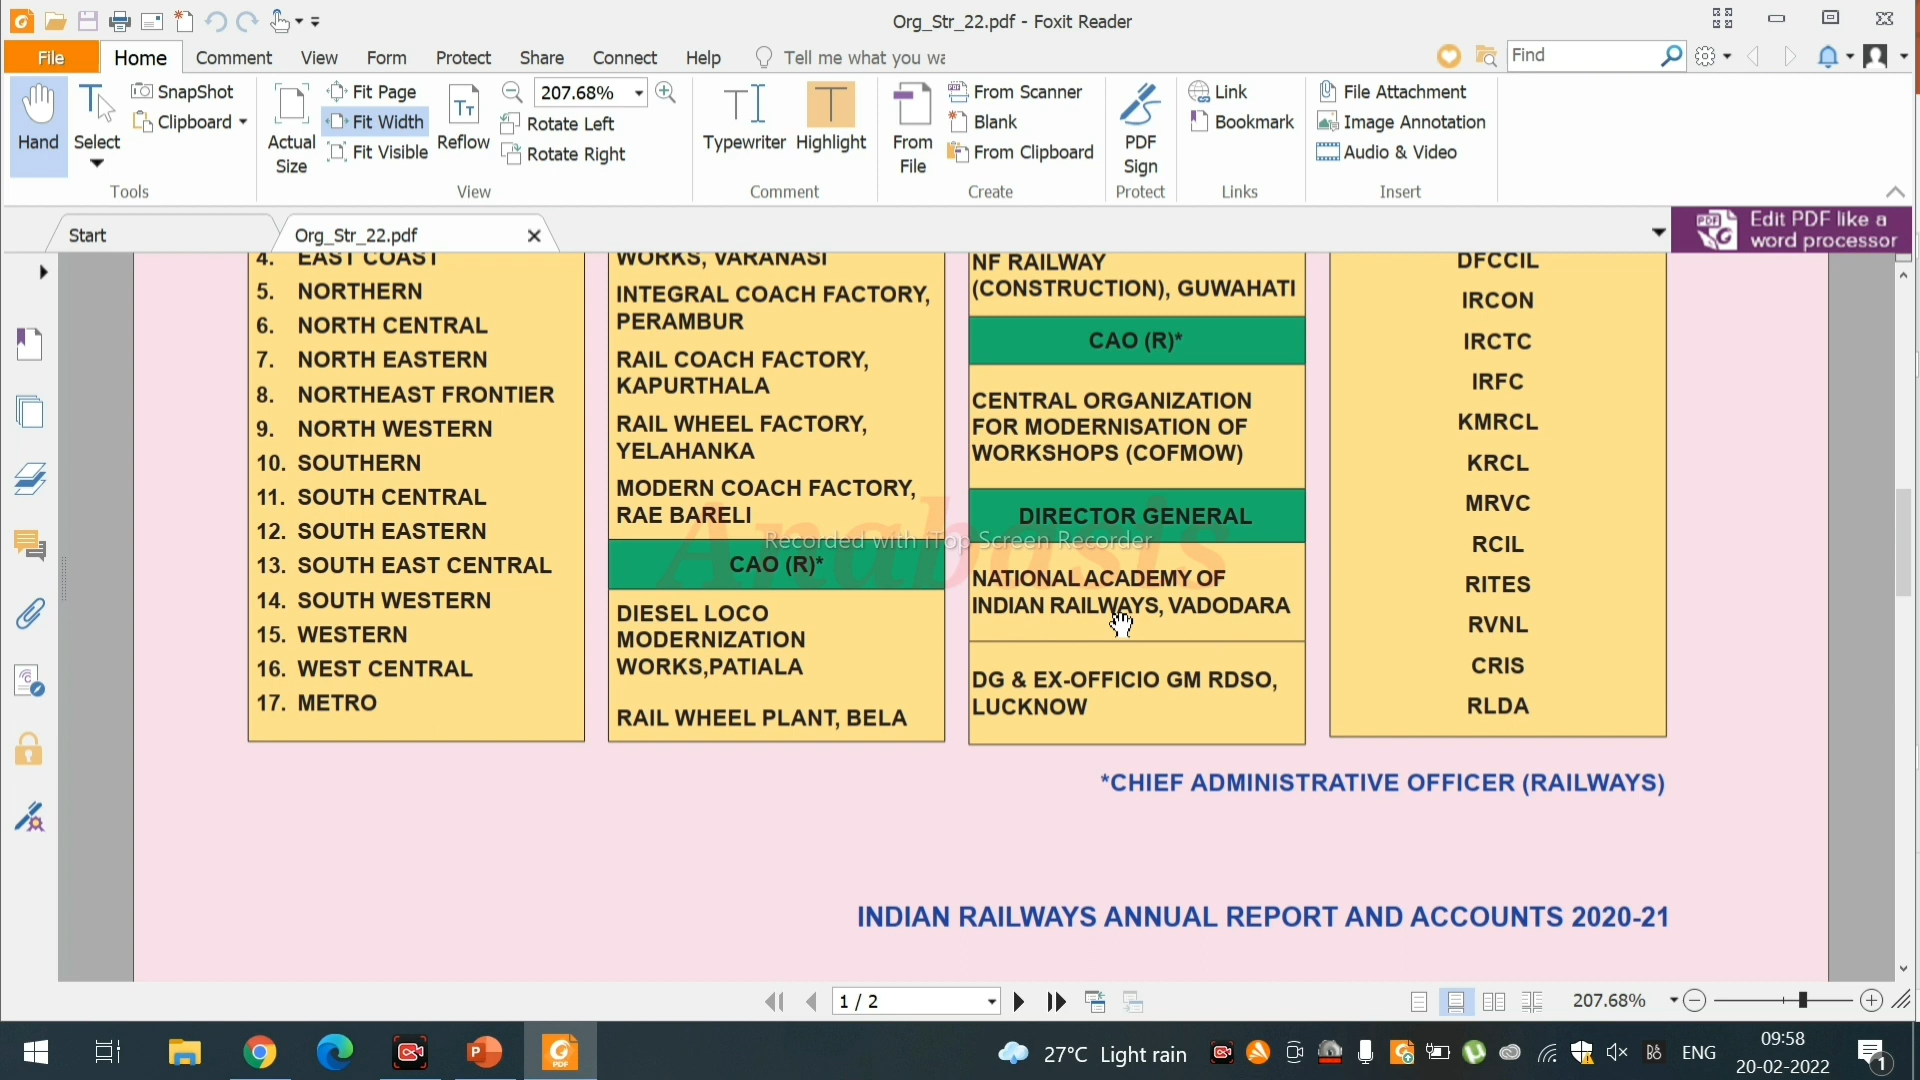 Org_Str_22.pdf - Foxit Reader
File
Home
Comment
View
Form
Protect
Share
Connect
Help
Tell me what you wa
Find
Hand
Select
SnapShot
Clipboard
Tools
Actual
Size
Fit Page
Fit Width
Fit Visible
Reflow
207.68%
Rotate Left
Rotate Right
View
Typewriter
Highlight
Comment
From
File
From Scanner
Blank
From Clipboard
Create
PDF
Sign
Protect
Link
Bookmark
Links
File Attachment
Image Annotation
Audio & Video
Insert
Start
Org_Str_22.pdf
Edit PDF like a
word processor
4. EAST COAST
5. NORTHERN
6. NORTH CENTRAL
7. NORTH EASTERN
8. NORTHEAST FRONTIER
9. NORTH WESTERN
10. SOUTHERN
11. SOUTH CENTRAL
12. SOUTH EASTERN
13. SOUTH EAST CENTRAL
14. SOUTH WESTERN
15. WESTERN
16. WEST CENTRAL
17. METRO
WORKS, VARANASI
INTEGRAL COACH FACTORY,
PERAMBUR
RAIL COACH FACTORY,
KAPURTHALA
RAIL WHEEL FACTORY,
YELAHANKA
MODERN COACH FACTORY,
RAE BARELI
CAO (R)*
DIESEL LOCO
MODERNIZATION
WORKS,PATIALA
RAIL WHEEL PLANT, BELA
NF RAILWAY
(CONSTRUCTION), GUWAHATI
CAO (R)*
CENTRAL ORGANIZATION
FOR MODERNISATION OF
WORKSHOPS (COFMOW)
DIRECTOR GENERAL
NATIONAL ACADEMY OF
INDIAN RAILWAYS, VADODARA
DG & EX-OFFICIO GM RDSO,
LUCKNOW
DFCCIL
IRCON
IRCTC
IRFC
KMRCL
KRCL
MRVC
RCIL
RITES
RVNL
CRIS
RLDA
Anabasis
Recorded with iTop Screen Recorder
*CHIEF ADMINISTRATIVE OFFICER (RAILWAYS)
INDIAN RAILWAYS ANNUAL REPORT AND ACCOUNTS 2020-21
1 / 2
207.68%
27°C Light rain
ENG
09:58
20-02-2022
1